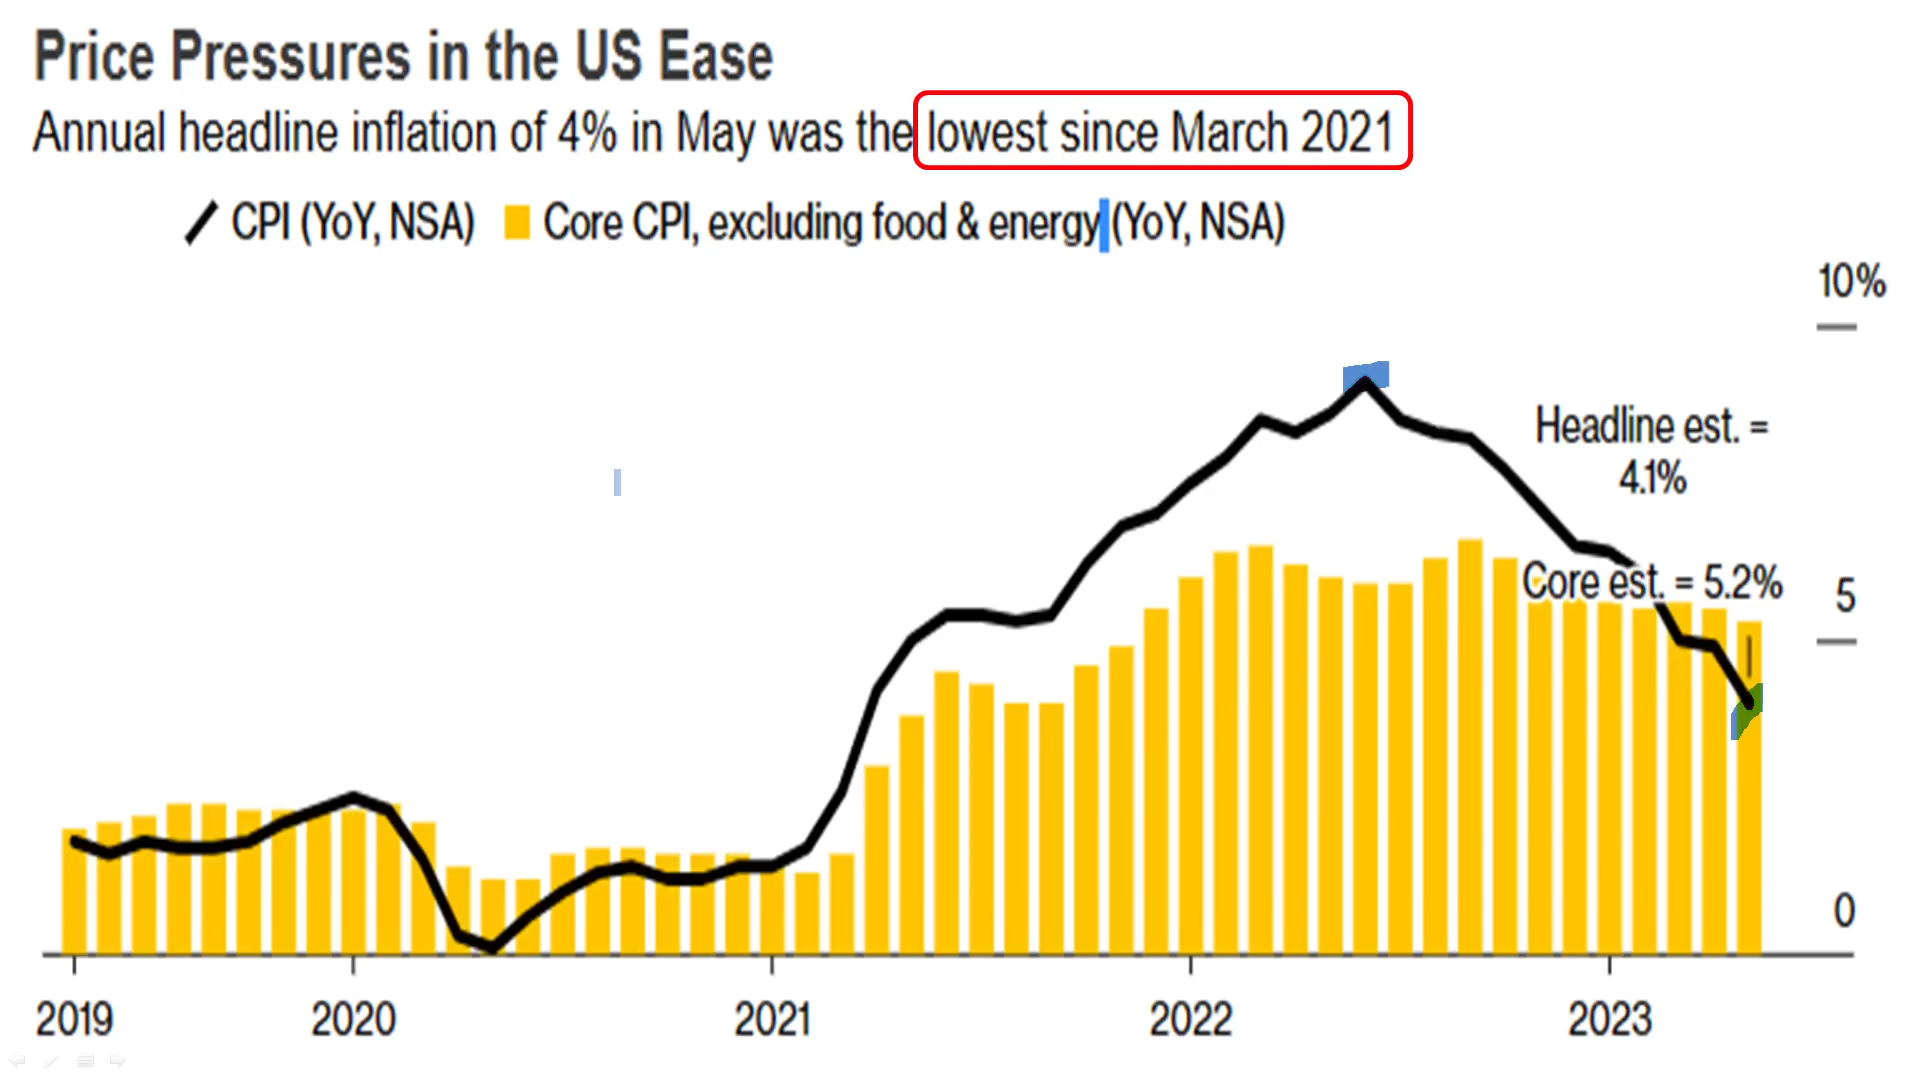 Price Pressures in the US Ease
Annual headline inflation of 4% in May was the lowest since March 2021
CPI (YoY, NSA) Core CPI, excluding food & energy (YoY, NSA)
10%
Headline est. =
4.1%
Core est. = 5.2%
5
0
2019 2020 2021 2022 2023